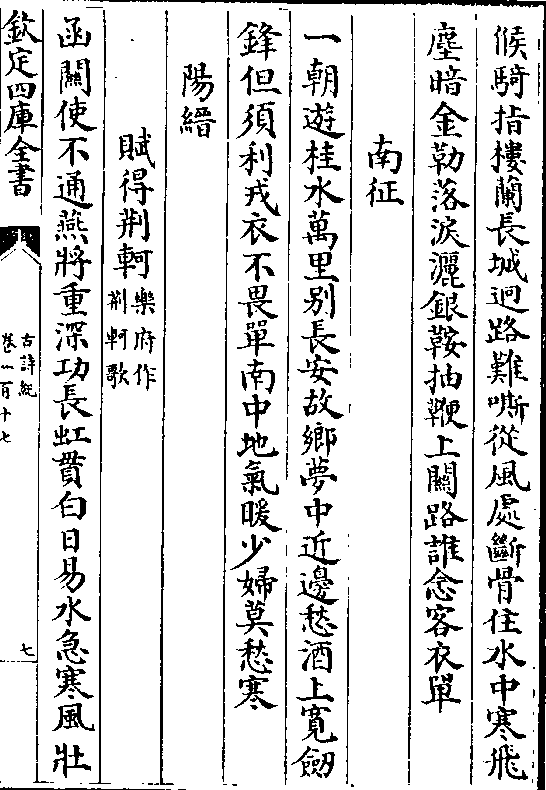 候騎指樓蘭長城逈路難嘶從風處斷骨住水中寒飛
塵暗金勒落淚灑銀鞍抽鞭上關路誰念客衣單
南征
一朝遊桂水萬里别長安故鄉夢中近邊愁酒上寛劒
鋒但須利戎衣不畏單南中地氣暖少婦莫愁寒
陽縉
賦得荆軻樂府作荆軻歌
函關使不通燕將重深功長虹貫白日易水急寒風壯
欽定四庫全書
古詩紀
卷一百十七
七